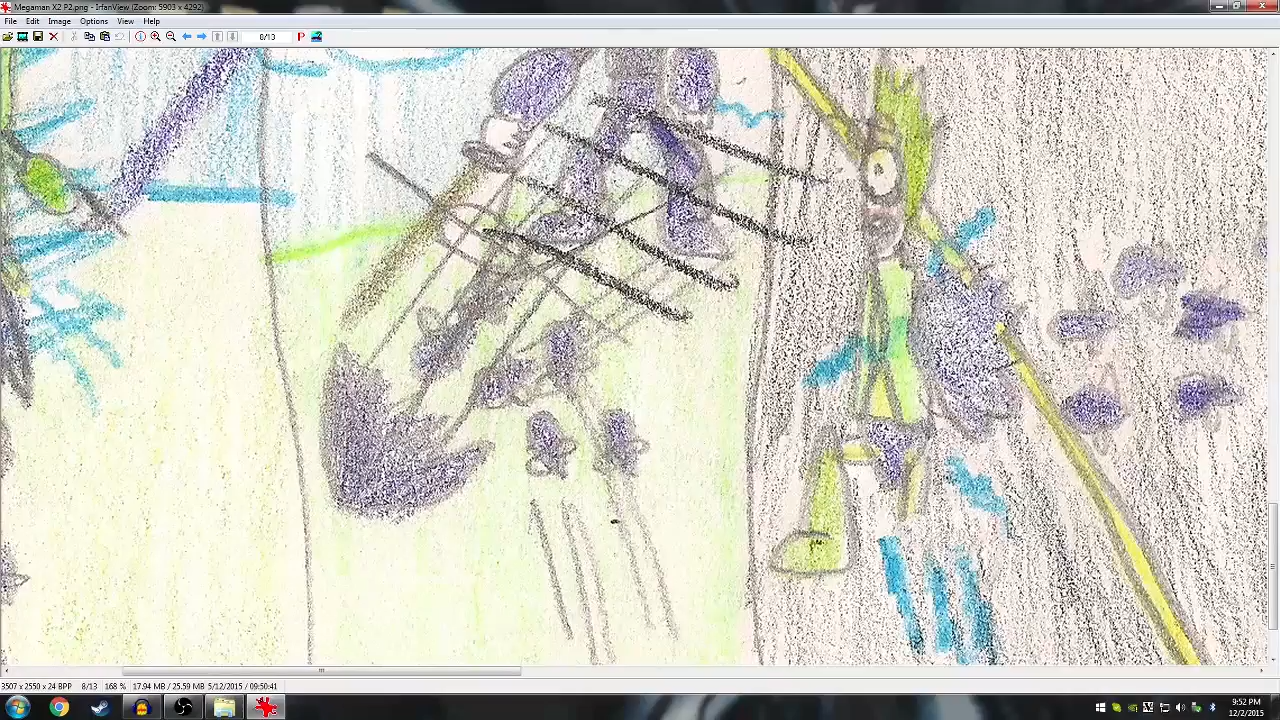 Megaman X2 P2.png - IrfanView (Zoom: 5903 x 4292)
File Edit Image Options View Help
8/13
3507 x 2550 x 24 BPP 8/13 168 % 17.94 MB / 25.59 MB 5/12/2015 / 09:50:41
9:52 PM
12/2/2015